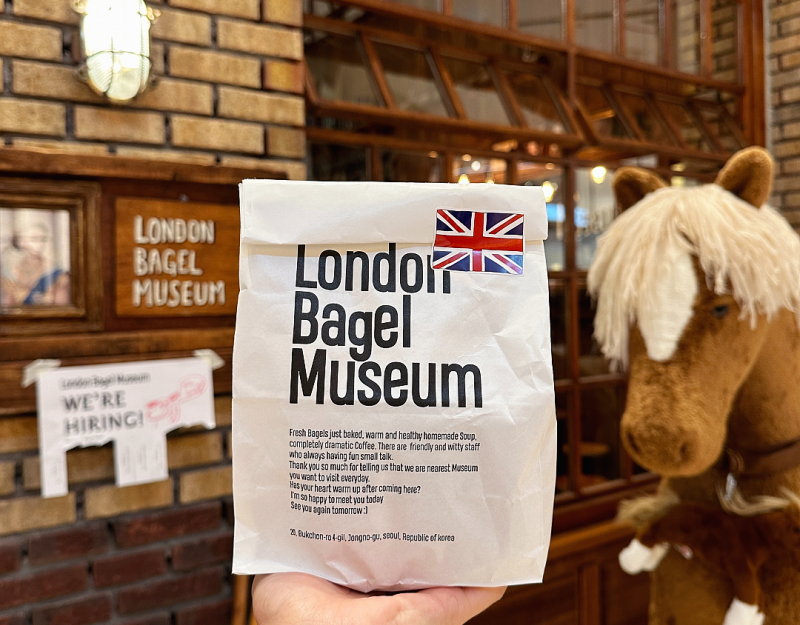 LONDON
BAGEL
MUSEUM
London Bagel Museum
WE'RE
HIRING!
London
Bagel
Museum
Fresh Bagels just baked, warm and healthy homemade Soup,
completely dramatic Coffee. There are friendly and witty staff
who always having fun small talk.
Thank you so much for telling us that we are nearest Museum
you want to visit everyday.
Has your heart warm up after coming here?
I'm so happy to meet you today
See you again tomorrow :)
20, Bukchon-ro 4-gil, Jongno-gu, seoul, Republic of korea